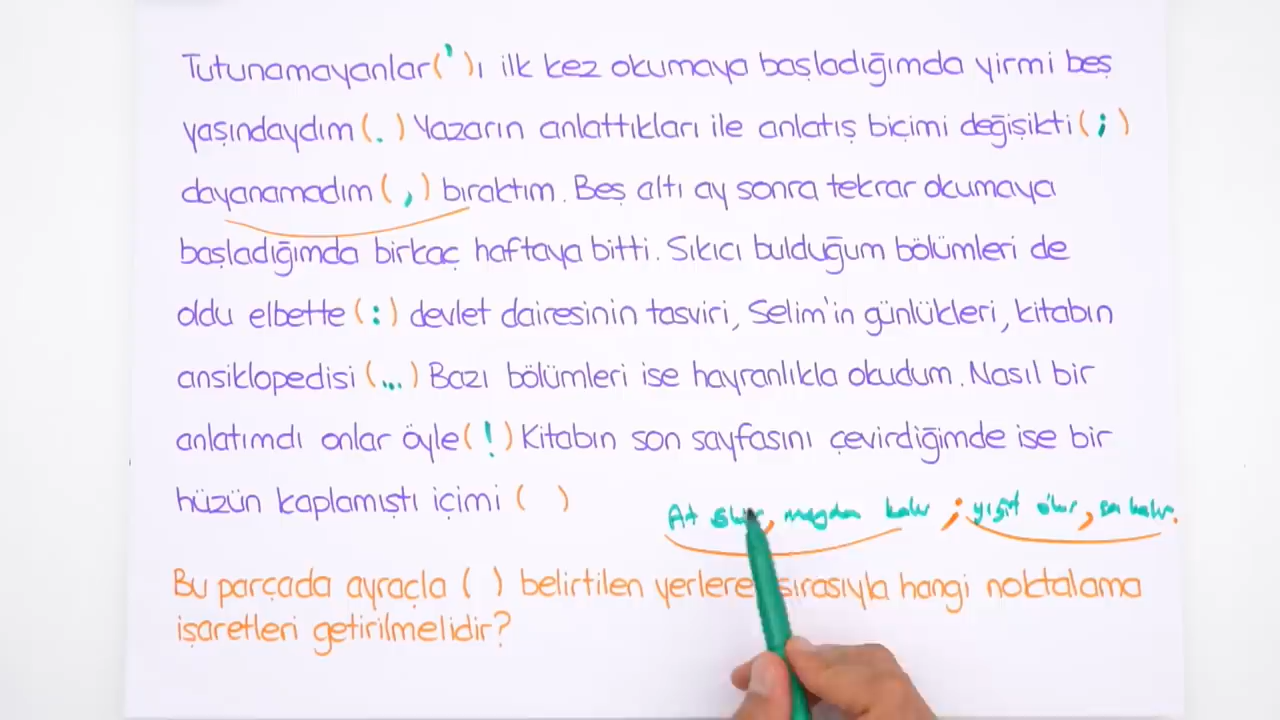 Tutunamayanlar(')ı ilk kez okumaya başladığımda yirmi beş
yaşındaydım (.) Yazarın anlattıkları ile anlatış biçimi değişikti (;)
dayanamadım (,) bıraktım. Beş altı ay sonra tekrar okumaya
başladığımda birkaç haftaya bitti. Sıkıcı bulduğum bölümleri de
oldu elbette (:) devlet dairesinin tasviri, Selim'in günlükleri, kitabın
ansiklopedisi (...) Bazı bölümleri ise hayranlıkla okudum. Nasıl bir
anlatımdı onlar öyle (!) Kitabın son sayfasını çevirdiğimde ise bir
hüzün kaplamıştı içimi ( )
At ölür, meydan kalır ; yiğit ölür, şan kalır.
Bu parçada ayraçla ( ) belirtilen yerlere sırasıyla hangi noktalama
işaretleri getirilmelidir?